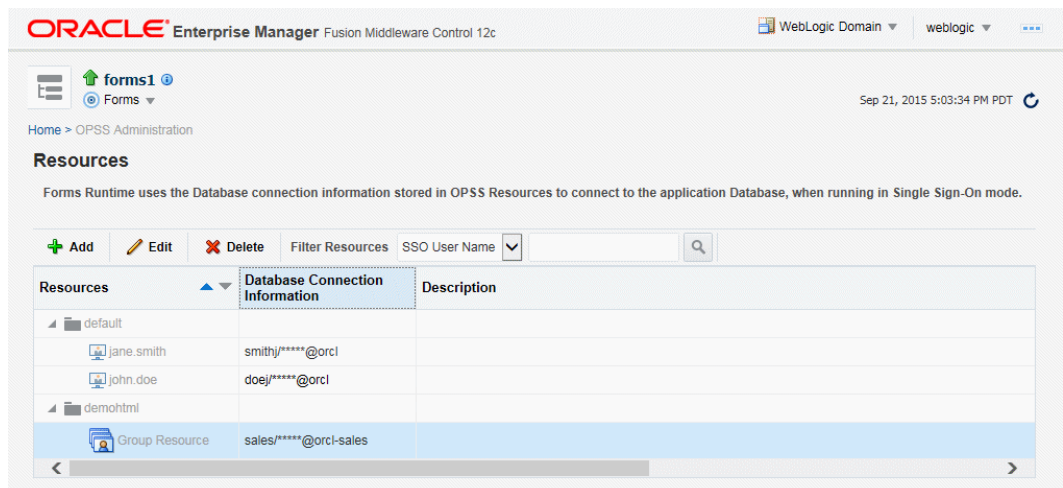 ORACLE Enterprise Manager Fusion Middleware Control 12c
WebLogic Domain
weblogic
forms1
Forms
Sep 21, 2015 5:03:34 PM PDT
Home > OPSS Administration
Resources
Forms Runtime uses the Database connection information stored in OPSS Resources to connect to the application Database, when running in Single Sign-On mode.
Add Edit Delete Filter Resources SSO User Name
Resources Database Connection Information Description
default
jane.smith smithj/*****@orcl
john.doe doej/*****@orcl
demohtml
Group Resource sales/*****@orcl-sales